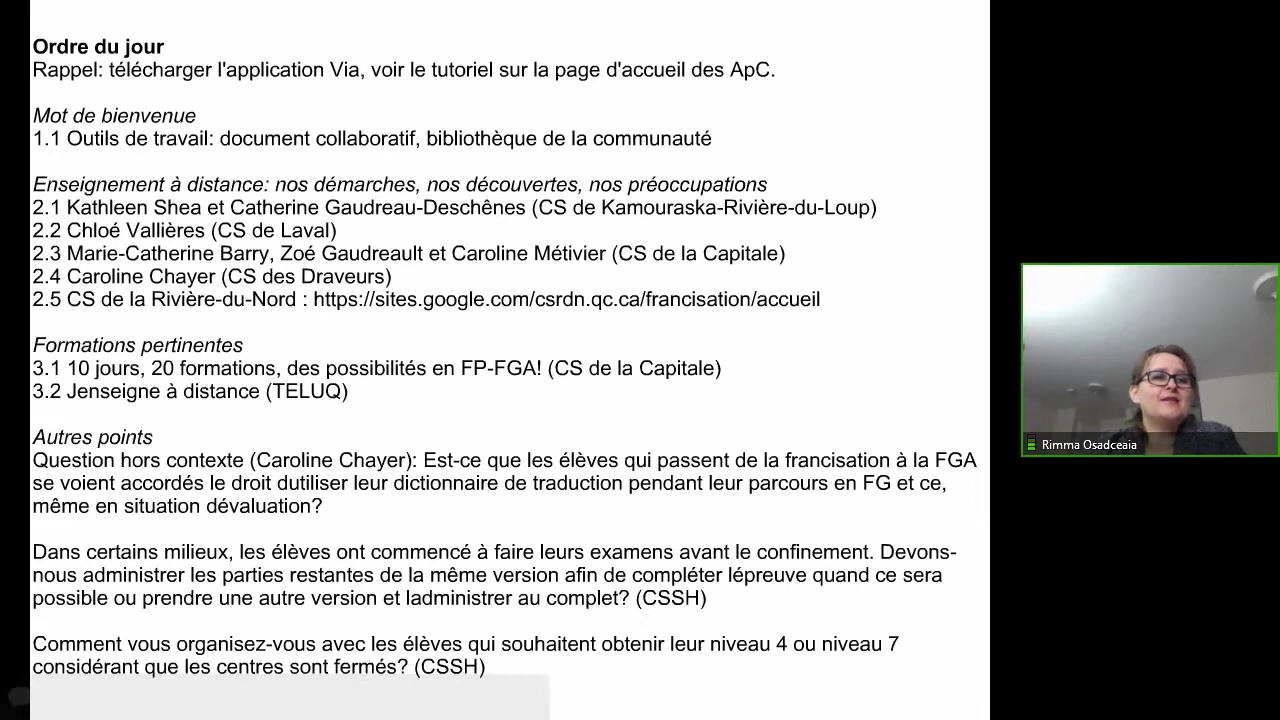 Ordre du jour
Rappel: télécharger l'application Via, voir le tutoriel sur la page d'accueil des ApC.
Mot de bienvenue
1.1 Outils de travail: document collaboratif, bibliothèque de la communauté
Enseignement à distance: nos démarches, nos découvertes, nos préoccupations
2.1 Kathleen Shea et Catherine Gaudreau-Deschênes (CS de Kamouraska-Rivière-du-Loup)
2.2 Chloé Vallières (CS de Laval)
2.3 Marie-Catherine Barry, Zoé Gaudreault et Caroline Métivier (CS de la Capitale)
2.4 Caroline Chayer (CS des Draveurs)
2.5 CS de la Rivière-du-Nord : https://sites.google.com/csrdn.qc.ca/francisation/accueil
Formations pertinentes
3.1 10 jours, 20 formations, des possibilités en FP-FGA! (CS de la Capitale)
3.2 Jenseigne à distance (TELUQ)
Autres points
Question hors contexte (Caroline Chayer): Est-ce que les élèves qui passent de la francisation à la FGA
se voient accordés le droit dutiliser leur dictionnaire de traduction pendant leur parcours en FG et ce,
même en situation dévaluation?
Dans certains milieux, les élèves ont commencé à faire leurs examens avant le confinement. Devons-
nous administrer les parties restantes de la même version afin de compléter lépreuve quand ce sera
possible ou prendre une autre version et ladministrer au complet? (CSSH)
Comment vous organisez-vous avec les élèves qui souhaitent obtenir leur niveau 4 ou niveau 7
considérant que les centres sont fermés? (CSSH)
Rimma Osadceaia